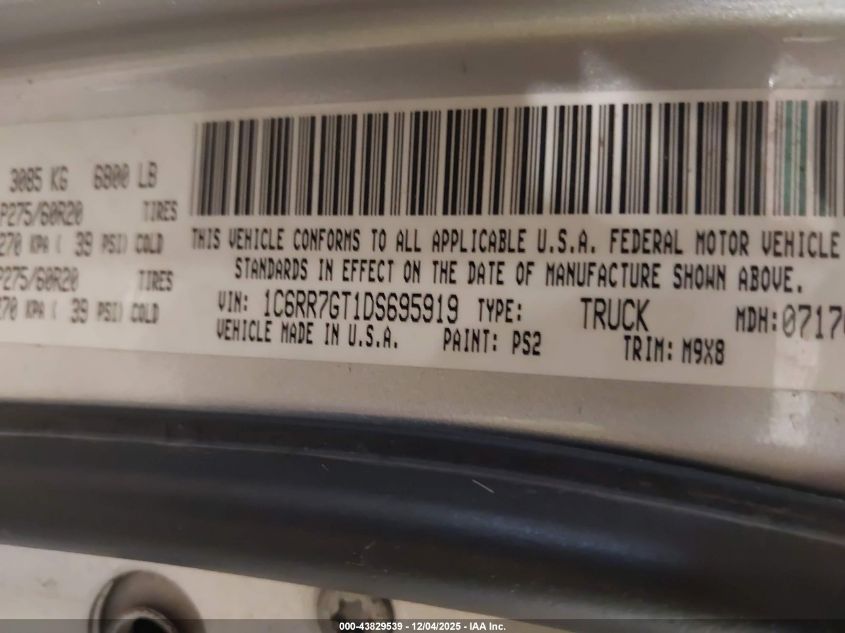 3085 KG 6800 LB
P275/60R20 TIRES
270 KPA ( 39 PSI) COLD
P275/60R20 TIRES
270 KPA ( 39 PSI) COLD
THIS VEHICLE CONFORMS TO ALL APPLICABLE U.S.A. FEDERAL MOTOR VEHICLE
STANDARDS IN EFFECT ON THE DATE OF MANUFACTURE SHOWN ABOVE.
VIN: 1C6RR7GT1DS695919 TYPE: TRUCK MDH:0717
VEHICLE MADE IN U.S.A. PAINT: PS2 TRIM: M9X8
000-43829539 - 12/04/2025 - IAA Inc.